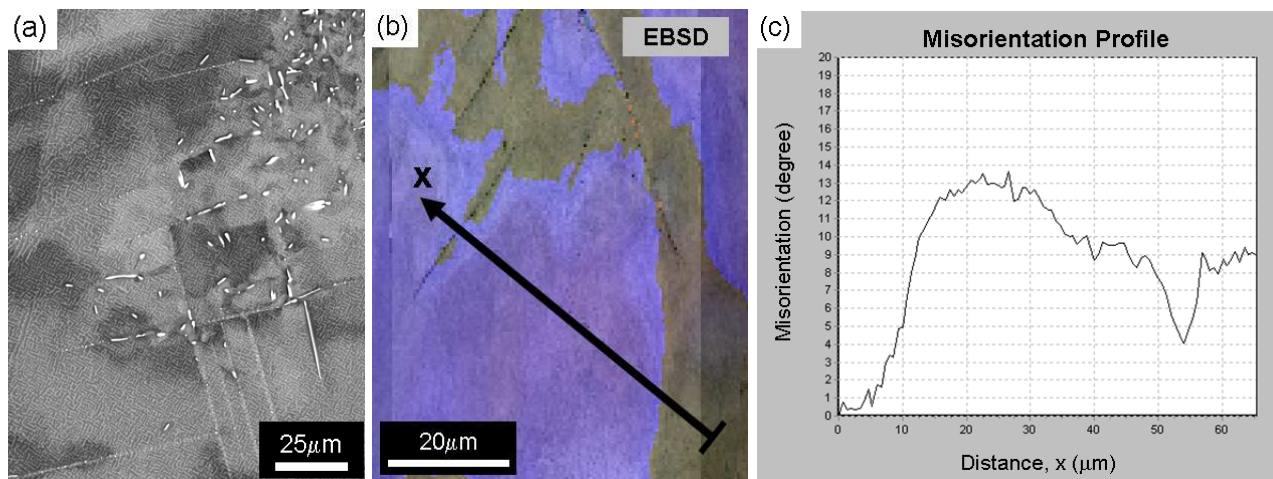 (a)
25μm
(b)
EBSD
X
20μm
(c)
Misorientation Profile
Misorientation (degree)
20
19
18
17
16
15
14
13
12
11
10
9
8
7
6
5
4
3
2
1
0
0 10 20 30 40 50 60
Distance, x (μm)